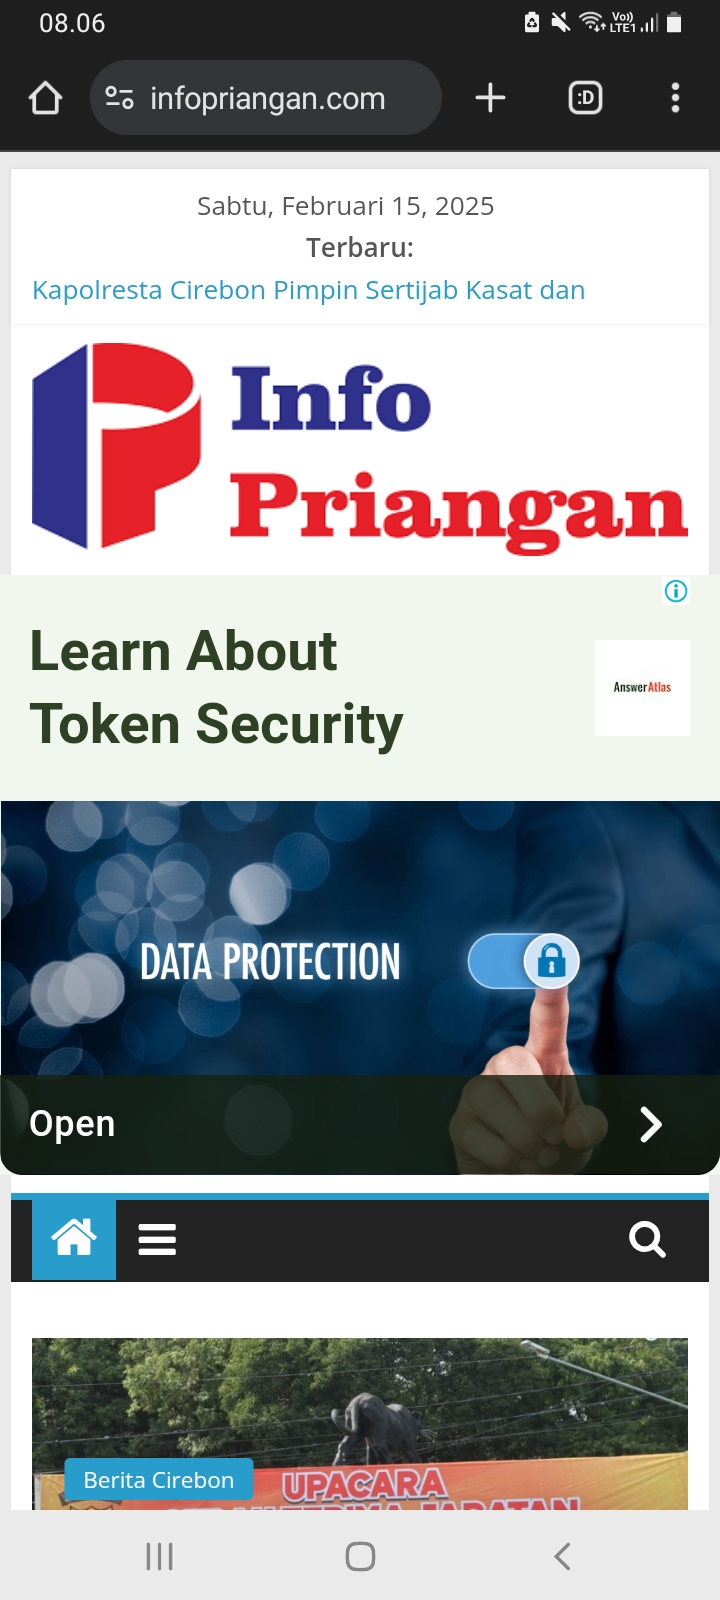 08.06
Vo))
LTE1
infopriangan.com
:D
Sabtu, Februari 15, 2025
Terbaru:
Kapolresta Cirebon Pimpin Sertijab Kasat dan
Info
Priangan
Learn About
Token Security
AnswerAtlas
DATA PROTECTION
Open
Berita Cirebon
UPACARA